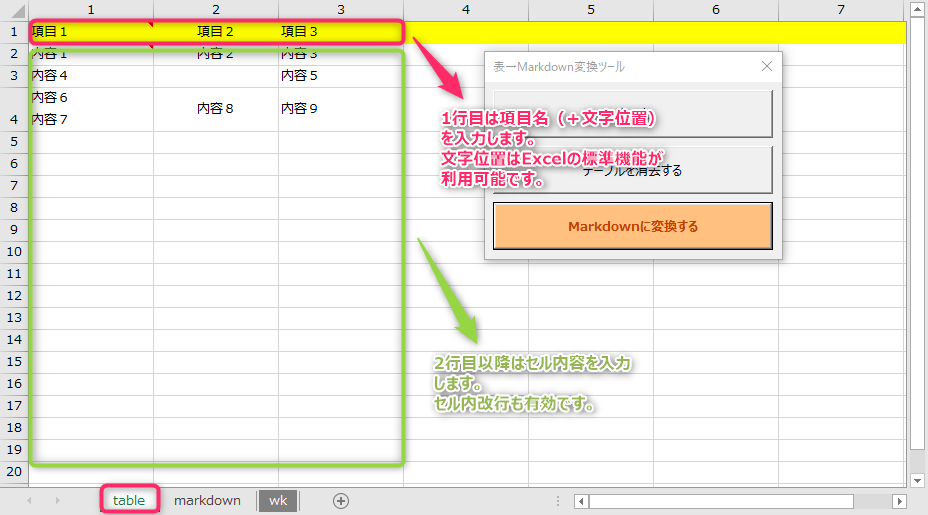 1 2 3 4 5 6 7
1 項目１ 項目２ 項目３
2 内容１ 内容２ 内容３
3 内容４ 内容５
内容６
4 内容７ 内容８ 内容９
5
6
7
8
9
10
11
12
13
14
15
16
17
18
19
20
表→Markdown変換ツール
1行目は項目名（＋文字位置）
を入力します。
文字位置はExcelの標準機能が
利用可能です。
テーブルを消去する
Markdownに変換する
2行目以降はセル内容を入力
します。
セル内改行も有効です。
table markdown wk